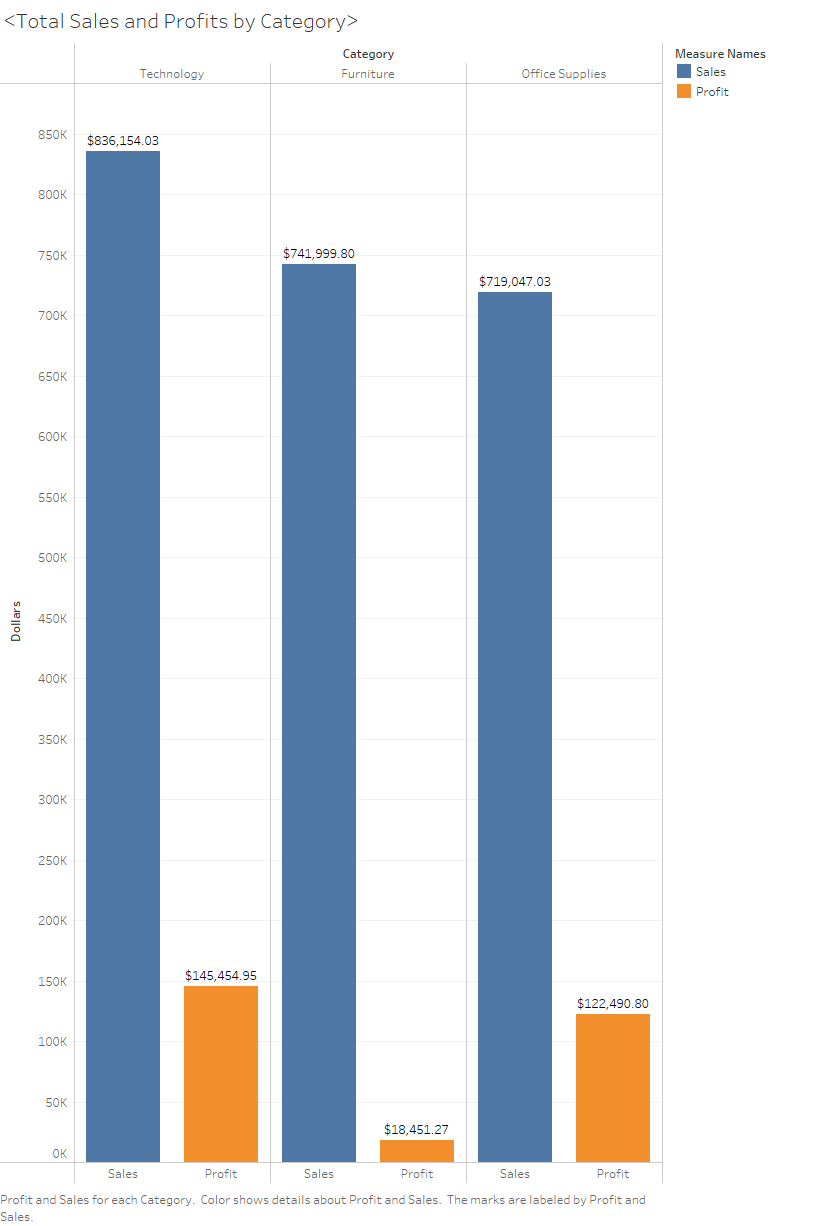 <Total Sales and Profits by Category>
Category
Measure Names
Technology
Furniture
Office Supplies
Sales
Profit
850K
$836,154.03
800K
750K
$741,999.80
$719,047.03
700K
650K
600K
550K
500K
450K
Dollars
400K
350K
300K
250K
200K
150K
$145,454.95
$122,490.80
100K
50K
$18,451.27
0K
Sales
Profit
Sales
Profit
Sales
Profit
Profit and Sales for each Category.  Color shows details about Profit and Sales.  The marks are labeled by Profit and
Sales.